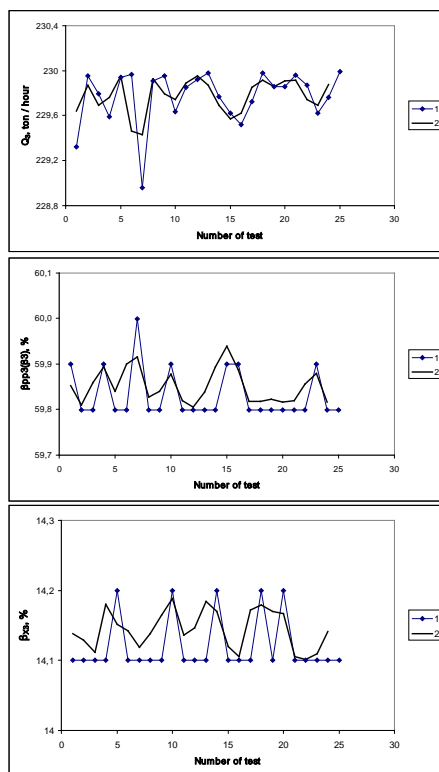 230,4
230
229,6
229,2
228,8
Q₃, ton / hour
0 5 10 15 20 25 30
Number of test
1
2
60,1
60,0
59,9
59,8
59,7
βpp3(β3), %
0 5 10 15 20 25 30
Number of test
1
2
14,3
14,2
14,1
14
βx3, %
0 5 10 15 20 25 30
Number of test
1
2